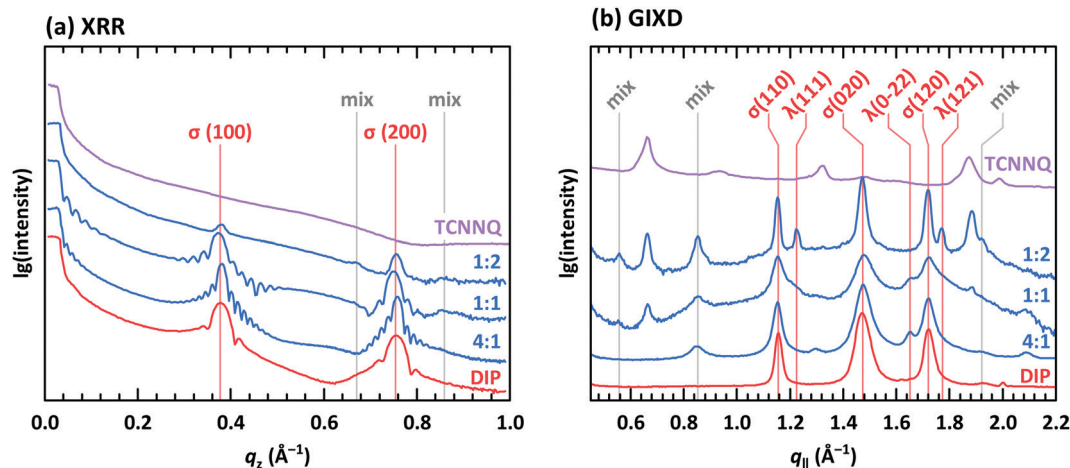 (a) XRR
(b) GIXD
lg(intensity)
mix
mix
σ (100)
σ (200)
TCNNQ
1:2
1:1
4:1
DIP
0.0 0.2 0.4 0.6 0.8 1.0
qz (Å⁻¹)
lg(intensity)
mix
mix
σ(110)
λ(111)
σ(020)
λ(0-22)
σ(120)
λ(121)
mix
TCNNQ
1:2
1:1
4:1
DIP
0.6 0.8 1.0 1.2 1.4 1.6 1.8 2.0 2.2
q|| (Å⁻¹)